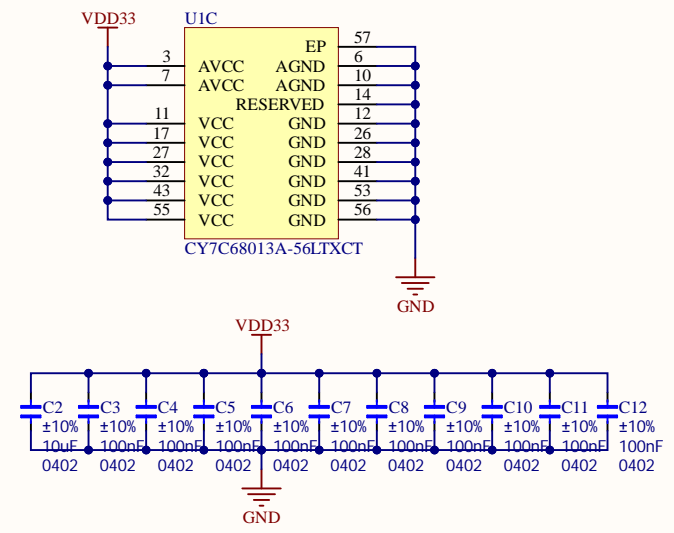 VDD33
U1C
EP 57
3 AVCC AGND 6
7 AVCC AGND 10
RESERVED 14
11 VCC GND 12
17 VCC GND 26
27 VCC GND 28
32 VCC GND 41
43 VCC GND 53
55 VCC GND 56
CY7C68013A-56LTXCT
GND
VDD33
C2 C3 C4 C5 C6 C7 C8 C9 C10 C11 C12
±10% ±10% ±10% ±10% ±10% ±10% ±10% ±10% ±10% ±10% ±10%
10uF 100nF 100nF 100nF 100nF 100nF 100nF 100nF 100nF 100nF 100nF
0402 0402 0402 0402 0402 0402 0402 0402 0402 0402 0402
GND